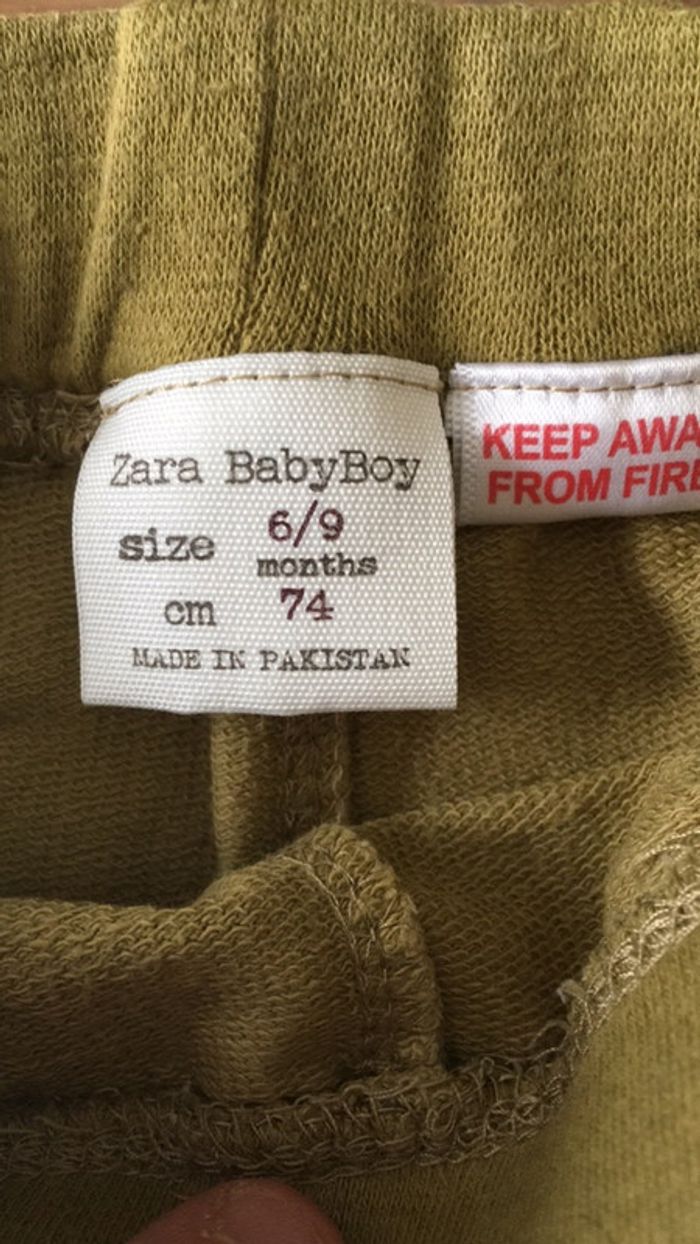 Zara BabyBoy
size 6/9
months
cm 74
MADE IN PAKISTAN
KEEP AWA
FROM FIRE